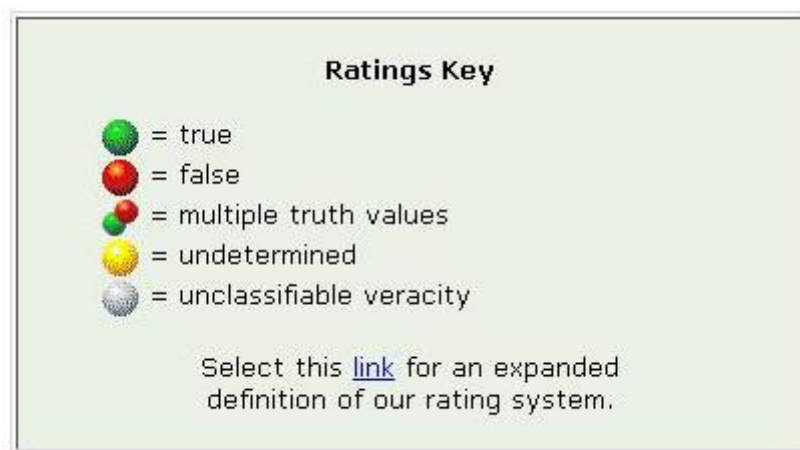 Ratings Key
= true
= false
= multiple truth values
= undetermined
= unclassifiable veracity
Select this link for an expanded
definition of our rating system.